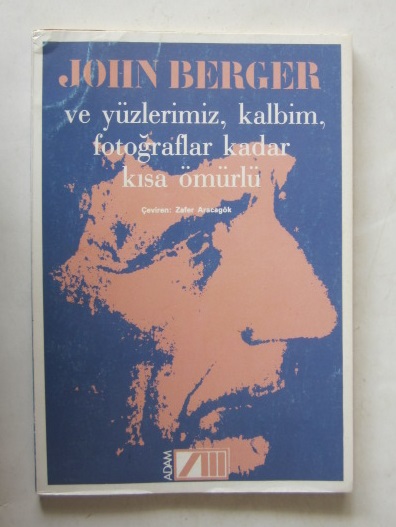 JOHN BERGER
ve yüzlerimiz, kalbim,
fotoğraflar kadar
kısa ömürlü
Çeviren: Zafer Aracagök
ADAM